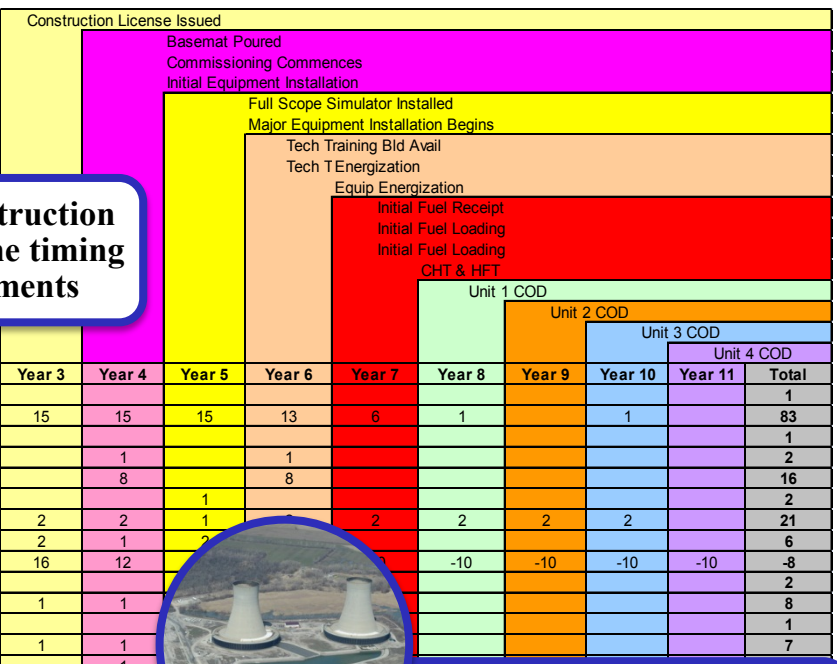 Construction License Issued
Basemat Poured
Commissioning Commences
Initial Equipment Installation
Full Scope Simulator Installed
Major Equipment Installation Begins
Tech Training Bld Avail
Tech T Energization
Equip Energization
Initial Fuel Receipt
Initial Fuel Loading
Initial Fuel Loading
CHT & HFT
Unit 1 COD
Unit 2 COD
Unit 3 COD
Unit 4 COD
truction
ne timing
ments
Year 3 Year 4 Year 5 Year 6 Year 7 Year 8 Year 9 Year 10 Year 11 Total
1
15 15 15 13 6 1 1 83
1
1 1 2
8 8 16
1 2
2 2 1 2 2 2 2 21
2 1 2 6
16 12 -10 -10 -10 -10 -8
2
1 1 8
1
1 1 7